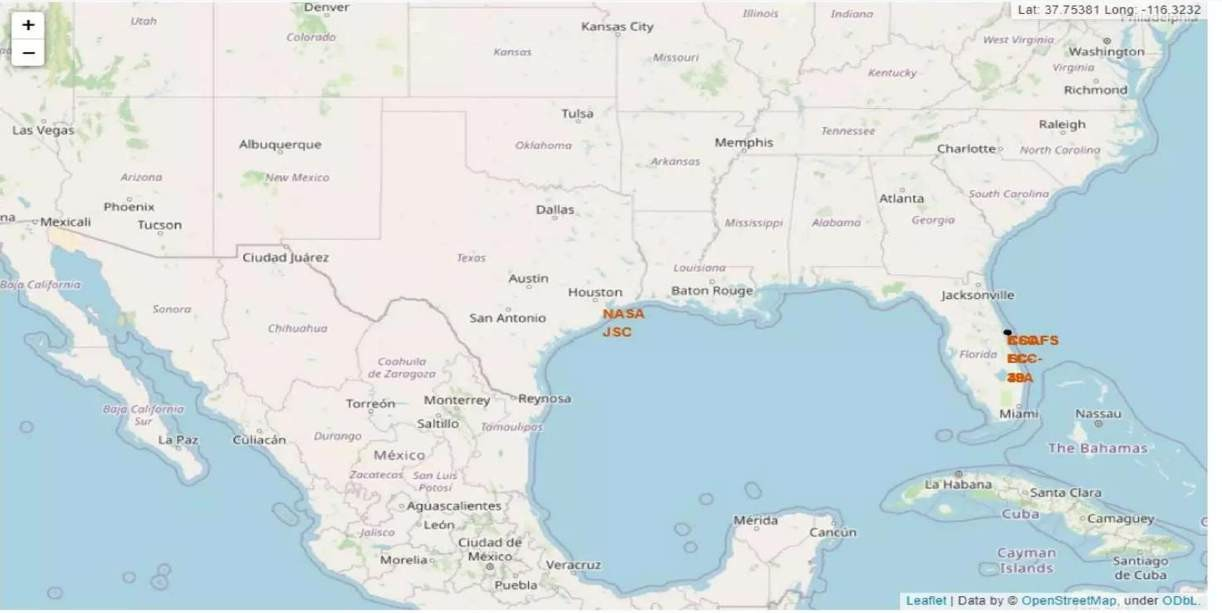 +
−
Denver
Utah
Colorado
Kansas City
Illinois
Indiana
Lat: 37.75381 Long: -116.3232
Philadelphia
West Virginia
Washington
Kansas
Missouri
Virginia
Kentucky
Richmond
Las Vegas
Tulsa
Raleigh
Albuquerque
Oklahoma
Memphis
Tennessee
Charlotte
North Carolina
Arkansas
Arizona
New Mexico
South Carolina
Phoenix
Atlanta
Mexicali
Tucson
Dallas
Mississippi
Alabama
Georgia
Ciudad Juárez
Texas
Louisiana
Baja California
Austin
Houston
Baton Rouge
Jacksonville
Sonora
San Antonio
NASA
JSC
Chihuahua
Florida
Coahuila
de Zaragoza
Torreón
Monterrey
Reynosa
Baja California
Sur
Miami
Nassau
Saltillo
Tamaulipas
La Paz
Culiacán
Durango
México
The Bahamas
Zacatecas
San Luis
Potosí
La Habana
Santa Clara
Aguascalientes
Cuba
Camaguey
León
Jalisco
Mérida
Cancún
Ciudad de
México
Cayman
Islands
Morelia
Veracruz
Santiago
de Cuba
Puebla
Leaflet | Data by © OpenStreetMap, under ODbL.